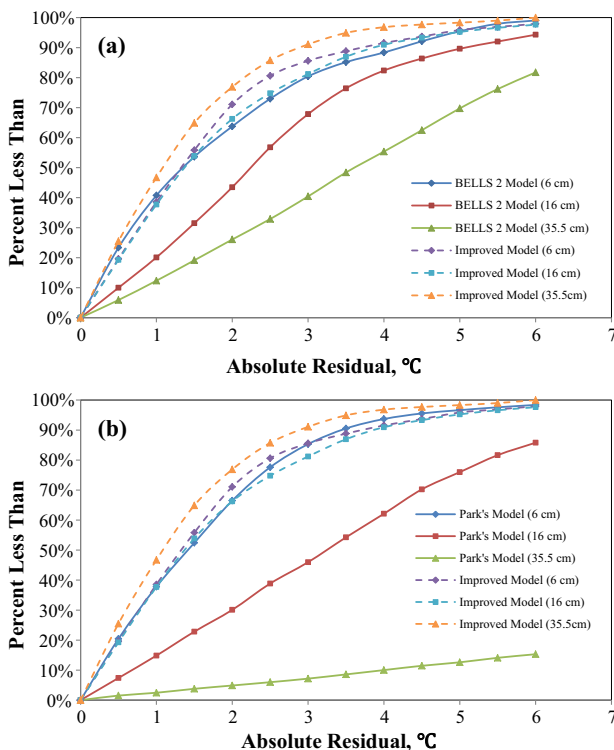 (a)
Percent Less Than
100%
90%
80%
70%
60%
50%
40%
30%
20%
10%
0%
BELLS 2 Model (6 cm)
BELLS 2 Model (16 cm)
BELLS 2 Model (35.5 cm)
Improved Model (6 cm)
Improved Model (16 cm)
Improved Model (35.5cm)
0 1 2 3 4 5 6 7
Absolute Residual, ℃
(b)
Percent Less Than
100%
90%
80%
70%
60%
50%
40%
30%
20%
10%
0%
Park's Model (6 cm)
Park's Model (16 cm)
Park's Model (35.5 cm)
Improved Model (6 cm)
Improved Model (16 cm)
Improved Model (35.5cm)
0 1 2 3 4 5 6 7
Absolute Residual, ℃